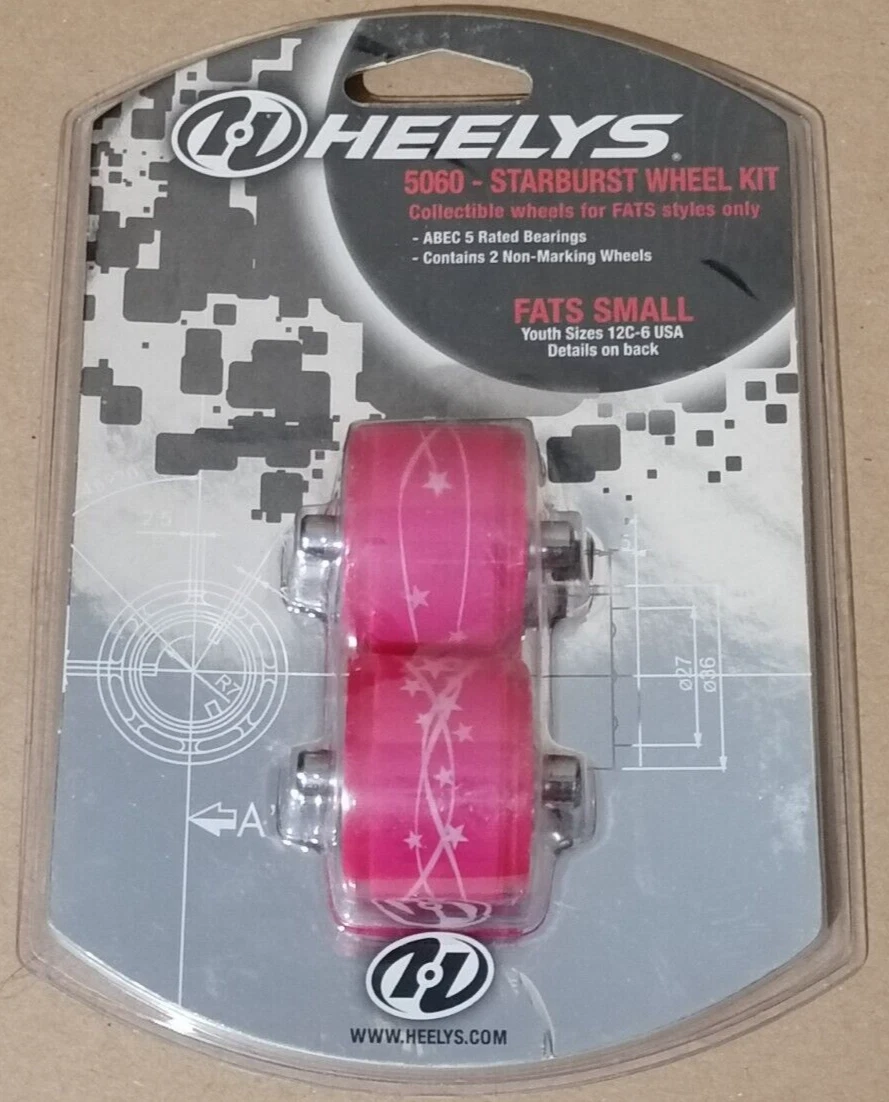 HEELYS®
5060 - STARBURST WHEEL KIT
Collectible wheels for FATS styles only
- ABEC 5 Rated Bearings
- Contains 2 Non-Marking Wheels
FATS SMALL
Youth Sizes 12C-6 USA
Details on back
R7
ø27
ø36
A'
WWW.HEELYS.COM